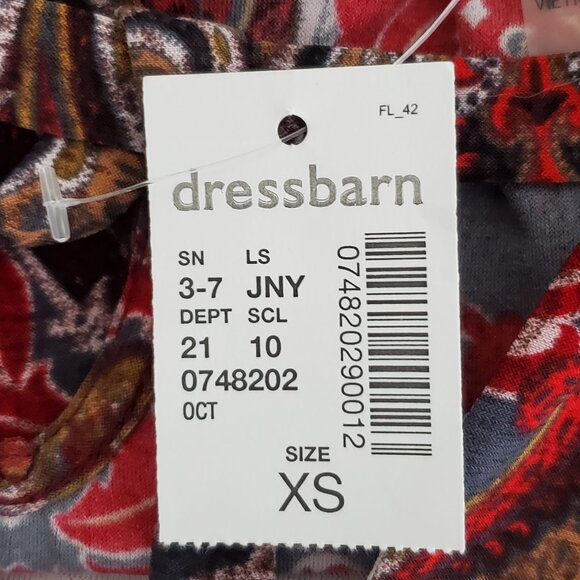 FL_42
dressbarn
SN LS
3-7 JNY
DEPT SCL
21 10
0748202
OCT
SIZE
XS
074820290012